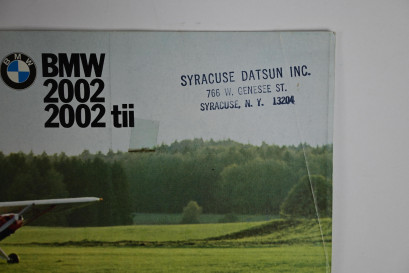 BMW
BMW
2002
2002 tii
SYRACUSE DATSUN INC.
766 W. GENESEE ST.
SYRACUSE, N. Y. 13204